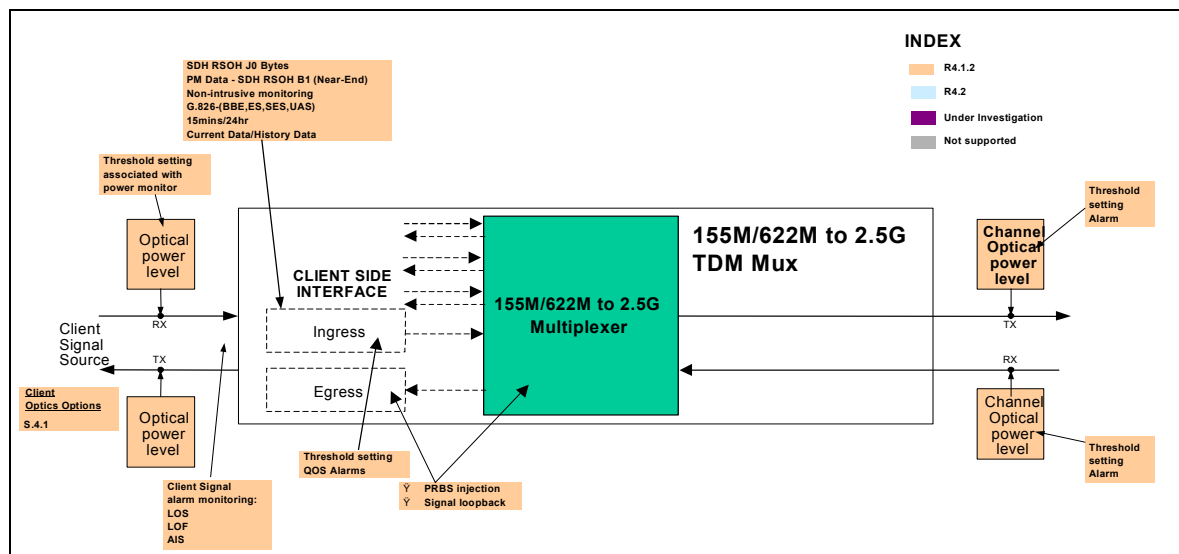 SDH RSOH J0 Bytes
PM Data - SDH RSOH B1 (Near-End)
Non-intrusive monitoring
G.826-(BBE,ES,SES,UAS)
15mins/24hr
Current Data/History Data
INDEX
R4.1.2
R4.2
Under Investigation
Not supported
Threshold setting
associated with
power monitor
Optical
power
level
Threshold
setting
Alarm
Channel
Optical
power
level
155M/622M to 2.5G
TDM Mux
CLIENT SIDE
INTERFACE
155M/622M to 2.5G
Multiplexer
Ingress
Egress
RX
TX
Client
Signal
Source
TX
RX
Client
Optics Options
S.4.1
Optical
power
level
Channel
Optical
power
level
Threshold
setting
Alarm
Threshold setting
QOS Alarms
Client Signal
alarm monitoring:
LOS
LOF
AIS
Ÿ PRBS injection
Ÿ Signal loopback